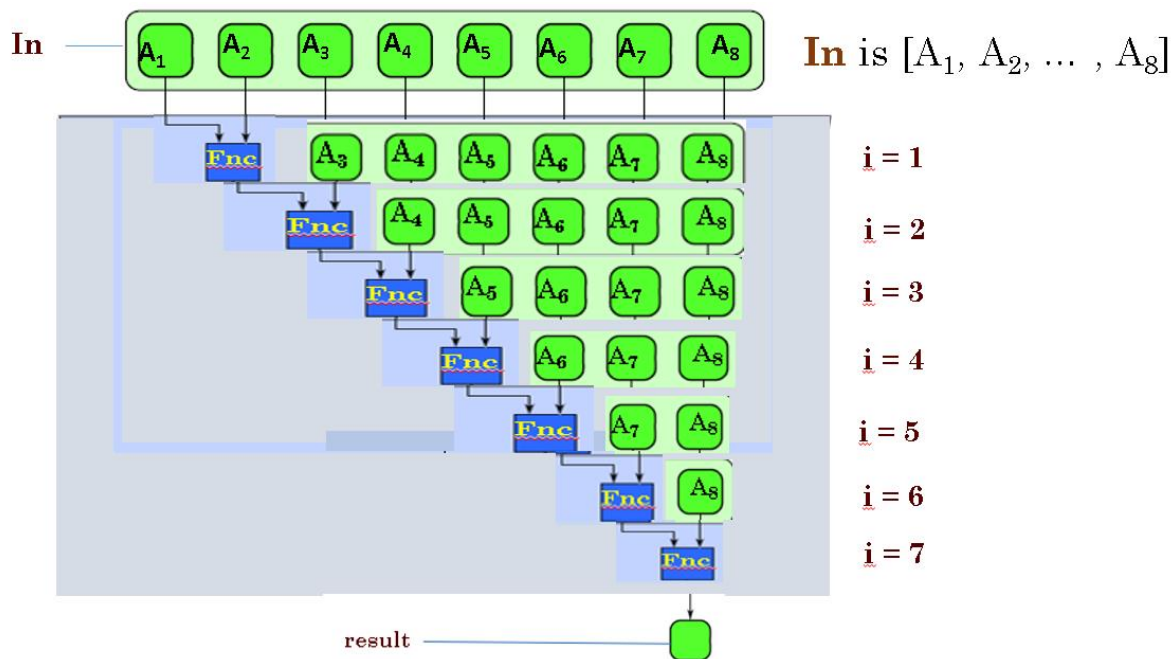 In A₁ A₂ A₃ A₄ A₅ A₆ A₇ A₈ In is [A₁, A₂, ... , A₈]
Fnc A₃ A₄ A₅ A₆ A₇ A₈ i = 1
Fnc A₄ A₅ A₆ A₇ A₈ i = 2
Fnc A₅ A₆ A₇ A₈ i = 3
Fnc A₆ A₇ A₈ i = 4
Fnc A₇ A₈ i = 5
Fnc A₈ i = 6
Fnc i = 7
result